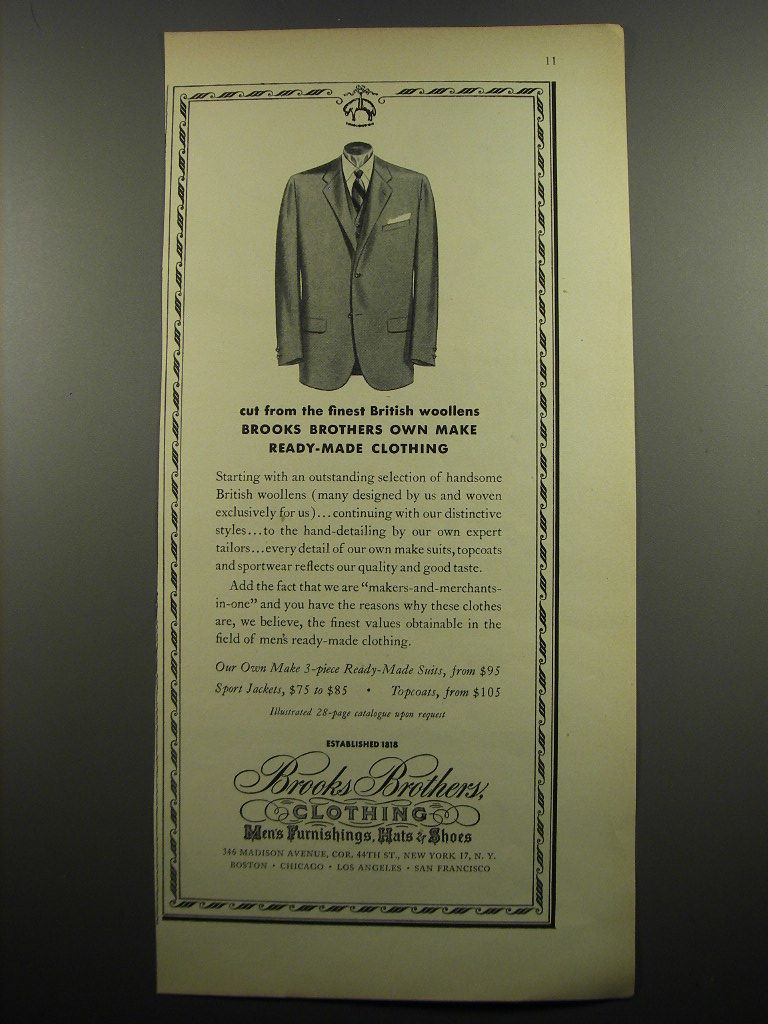 11
cut from the finest British woollens
BROOKS BROTHERS OWN MAKE
READY-MADE CLOTHING
Starting with an outstanding selection of handsome
British woollens (many designed by us and woven
exclusively for us)...continuing with our distinctive
styles...to the hand-detailing by our own expert
tailors...every detail of our own make suits, topcoats
and sportwear reflects our quality and good taste.
Add the fact that we are “makers-and-merchants-
in-one” and you have the reasons why these clothes
are, we believe, the finest values obtainable in the
field of men's ready-made clothing.
Our Own Make 3-piece Ready-Made Suits, from $95
Sport Jackets, $75 to $85 • Topcoats, from $105
Illustrated 28-page catalogue upon request
ESTABLISHED 1818
Brooks Brothers,
CLOTHING
Men's Furnishings, Hats & Shoes
346 MADISON AVENUE, COR. 44TH ST., NEW YORK 17, N. Y.
BOSTON • CHICAGO • LOS ANGELES • SAN FRANCISCO